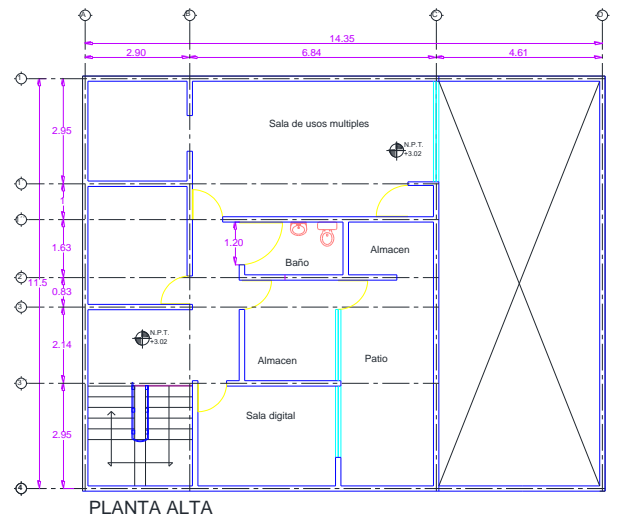 A B C D
14.35
2.90 6.84 4.61
1
2.95
Sala de usos multiples
N.P.T.
+3.02
1
1
1.63
1.20
Baño
Almacen
2
11.5
0.83
3
2.14
N.P.T.
+3.02
Almacen
Patio
3
Sala digital
2.95
4
PLANTA ALTA